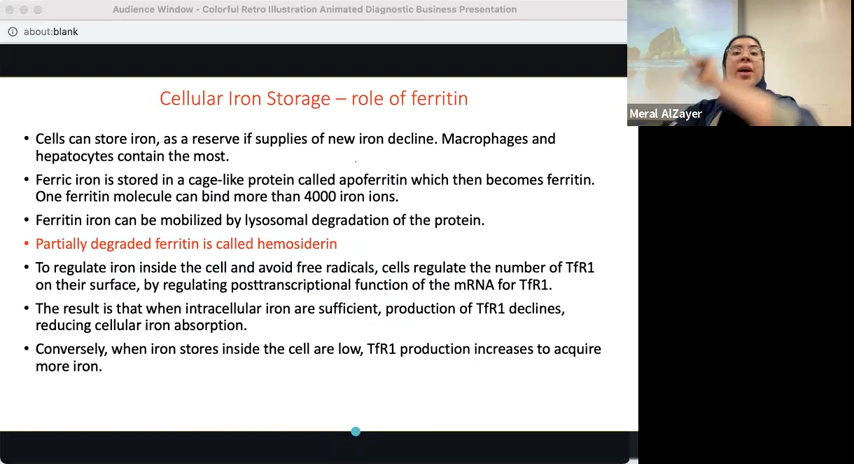 Audience Window - Colorful Retro Illustration Animated Diagnostic Business Presentation
about:blank
Meral AlZayer
Cellular Iron Storage – role of ferritin
• Cells can store iron, as a reserve if supplies of new iron decline. Macrophages and
hepatocytes contain the most.
• Ferric iron is stored in a cage-like protein called apoferritin which then becomes ferritin.
One ferritin molecule can bind more than 4000 iron ions.
• Ferritin iron can be mobilized by lysosomal degradation of the protein.
• Partially degraded ferritin is called hemosiderin
• To regulate iron inside the cell and avoid free radicals, cells regulate the number of TfR1
on their surface, by regulating posttranscriptional function of the mRNA for TfR1.
• The result is that when intracellular iron are sufficient, production of TfR1 declines,
reducing cellular iron absorption.
• Conversely, when iron stores inside the cell are low, TfR1 production increases to acquire
more iron.